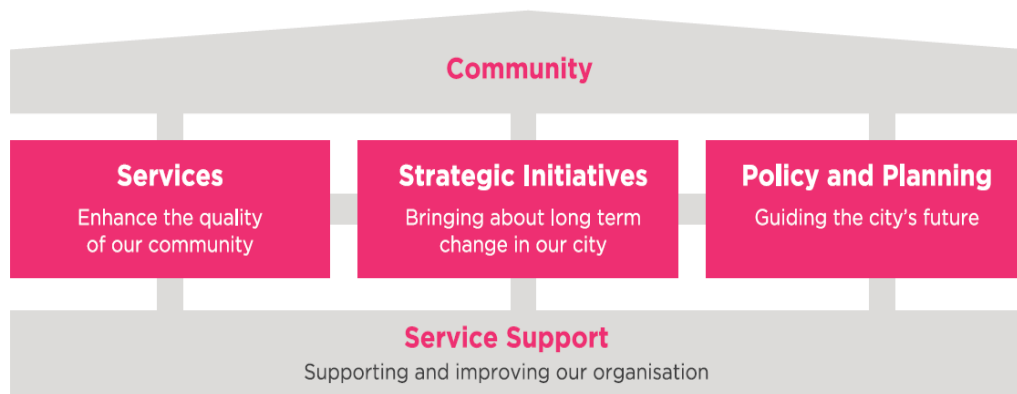 Community
Services
Enhance the quality
of our community
Strategic Initiatives
Bringing about long term
change in our city
Policy and Planning
Guiding the city’s future
Service Support
Supporting and improving our organisation